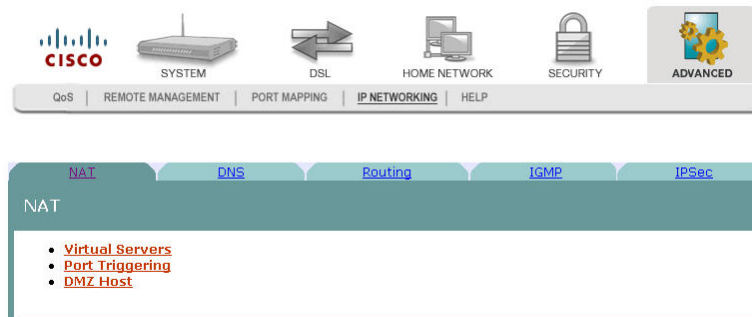 CISCO
SYSTEM DSL HOME NETWORK SECURITY ADVANCED
QoS | REMOTE MANAGEMENT | PORT MAPPING | IP NETWORKING | HELP
NAT DNS Routing IGMP IPSec
NAT
• Virtual Servers
• Port Triggering
• DMZ Host